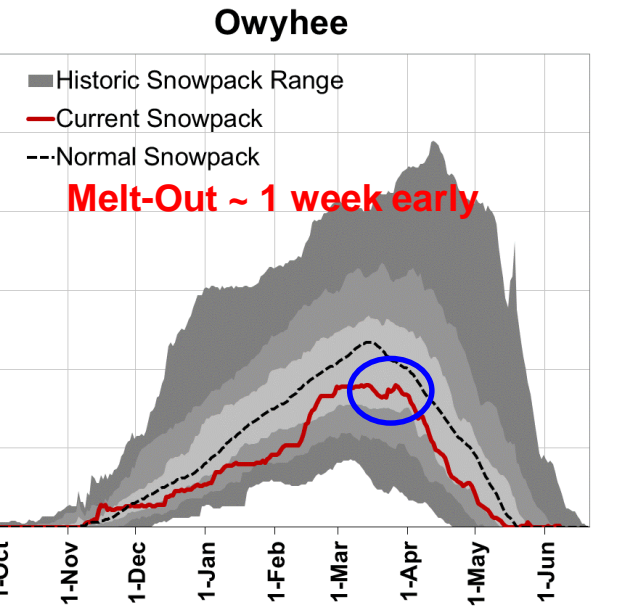 Owyhee
Historic Snowpack Range
Current Snowpack
Normal Snowpack
Melt-Out ~ 1 week early
1-Nov
1-Dec
1-Jan
1-Feb
1-Mar
1-Apr
1-May
1-Jun